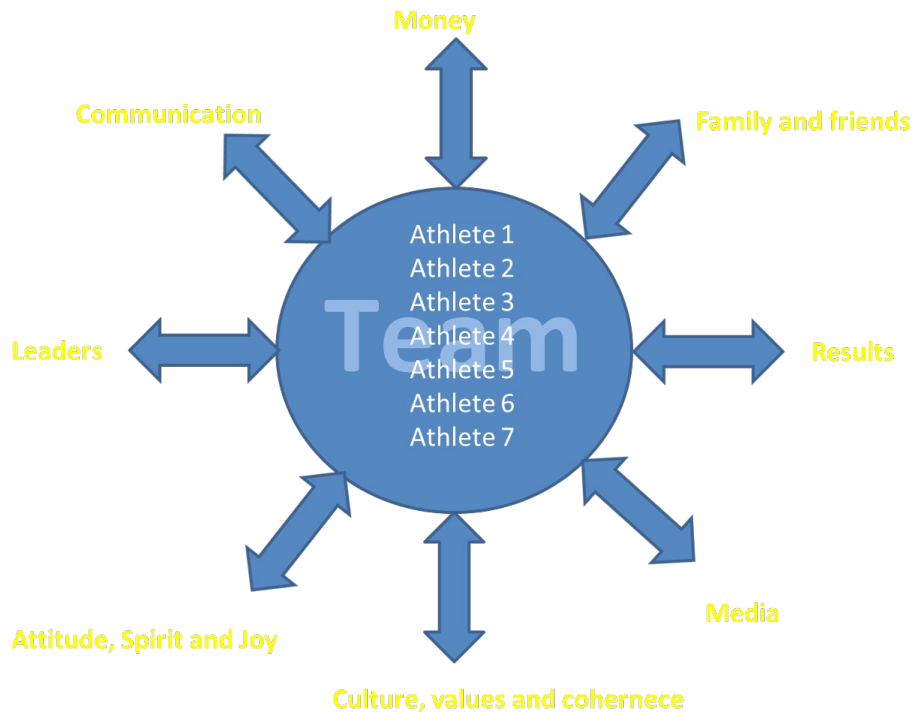 Money
Communication
Family and friends
Athlete 1
Athlete 2
Athlete 3
Team
Athlete 4
Athlete 5
Athlete 6
Athlete 7
Leaders
Results
Attitude, Spirit and Joy
Media
Culture, values and cohernece